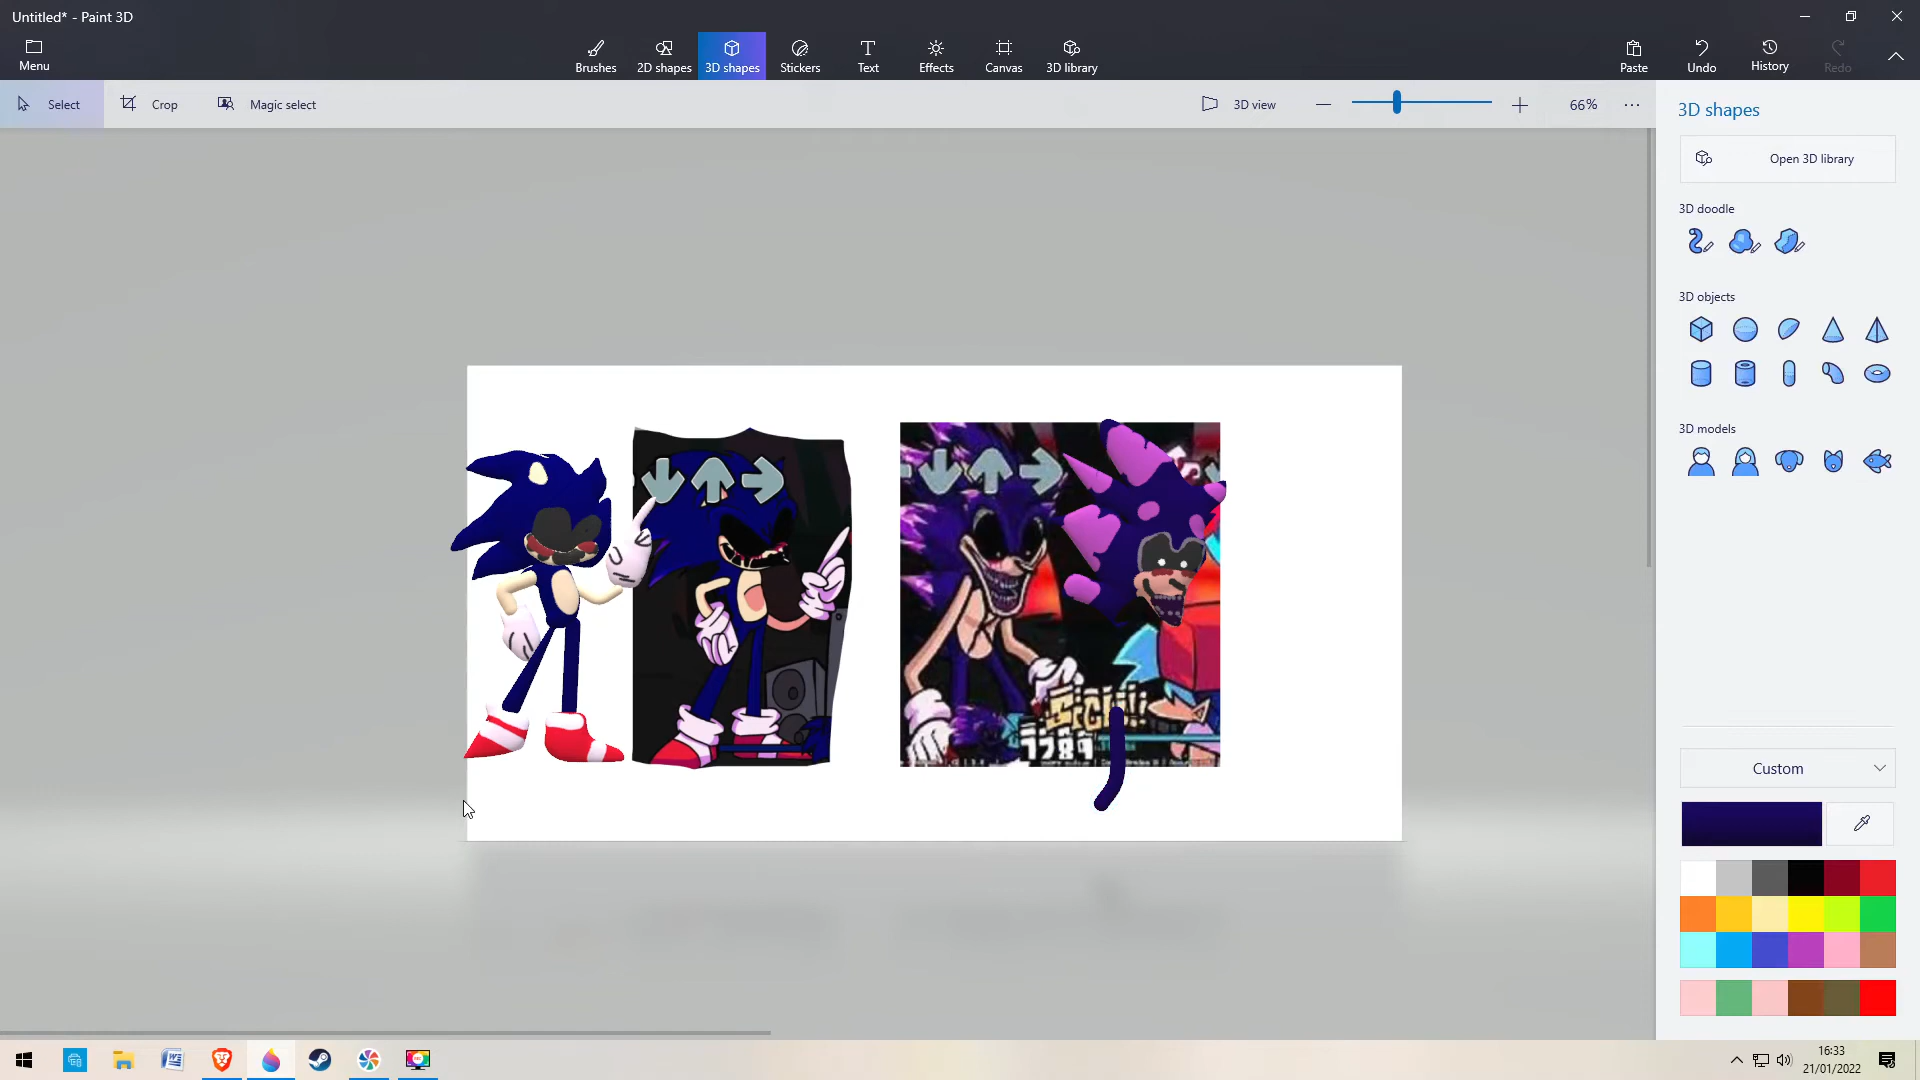 Untitled* - Paint 3D
Menu
Brushes
2D shapes
3D shapes
Stickers
Text
Effects
Canvas
3D library
Paste
Undo
History
Redo
Select
Crop
Magic select
3D view
66%
3D shapes
Open 3D library
3D doodle
3D objects
3D models
Custom
SICK!!
1789
16:33
21/01/2022